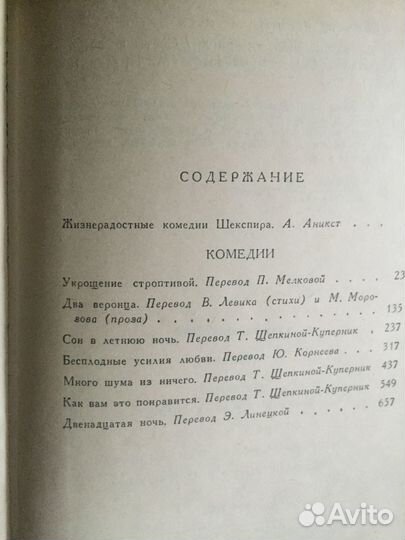 СОДЕРЖАНИЕ
Жизнерадостные комедии Шекспира. А. Аникст . . .
КОМЕДИИ
Укрощение строптивой. Перевод П. Мелковой . . 23
Два веронца. Перевод В. Левика (стихи) и М. Моро-
зова (проза) . . . . . . . . . . . . . 135
Сон в летнюю ночь. Перевод Т. Щепкиной-Куперник . 237
Бесплодные усилия любви. Перевод Ю. Корнеева . . . 317
Много шума из ничего. Перевод Т. Щепкиной-Куперник 437
Как вам это понравится. Перевод Т. Щепкиной-Куперник 549
Двенадцатая ночь. Перевод Э. Линецкой . . . . . 657
Avito